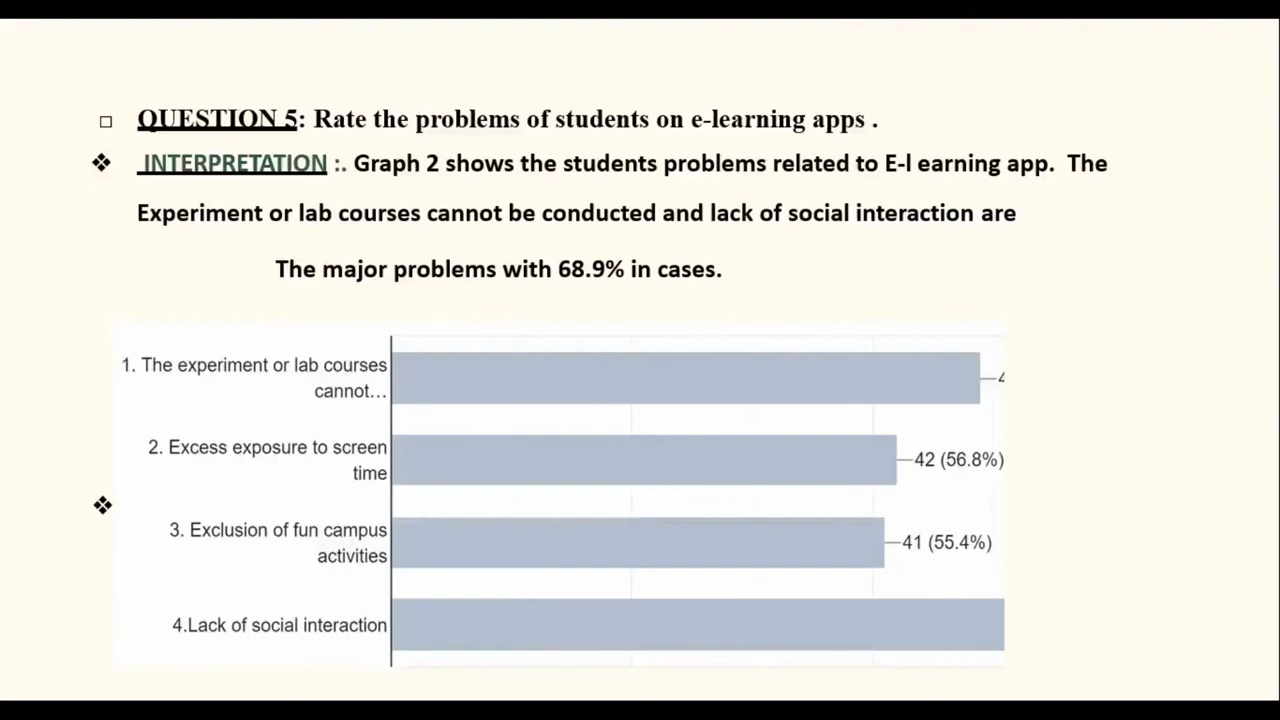 QUESTION 5: Rate the problems of students on e-learning apps .
INTERPRETATION :. Graph 2 shows the students problems related to E-l earning app. The
Experiment or lab courses cannot be conducted and lack of social interaction are
The major problems with 68.9% in cases.
1. The experiment or lab courses
cannot...
2. Excess exposure to screen
time
42 (56.8%)
3. Exclusion of fun campus
activities
41 (55.4%)
4.Lack of social interaction